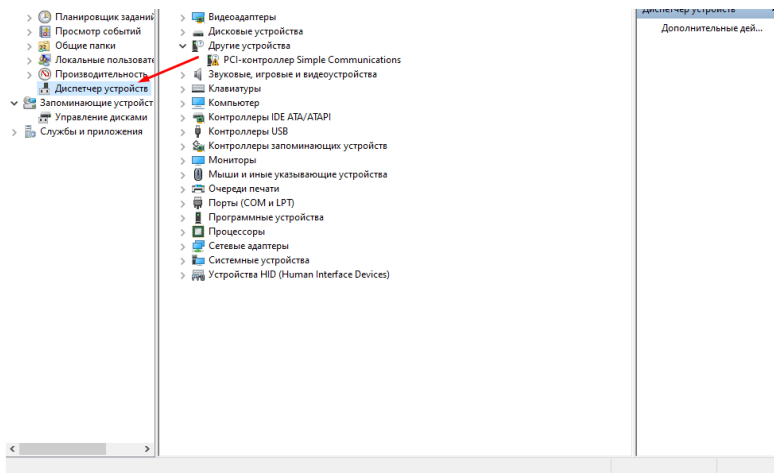 Планировщик заданий
Просмотр событий
Общие папки
Локальные пользовате
Производительность
Диспетчер устройств
Запоминающие устройст
Управление дисками
Службы и приложения
Видеоадаптеры
Дисковые устройства
Другие устройства
PCI-контроллер Simple Communications
Звуковые, игровые и видеоустройства
Клавиатуры
Компьютер
Контроллеры IDE ATA/ATAPI
Контроллеры USB
Контроллеры запоминающих устройств
Мониторы
Мыши и иные указывающие устройства
Очереди печати
Порты (COM и LPT)
Программные устройства
Процессоры
Сетевые адаптеры
Системные устройства
Устройства HID (Human Interface Devices)
Диспетчер устройств
Дополнительные дей...